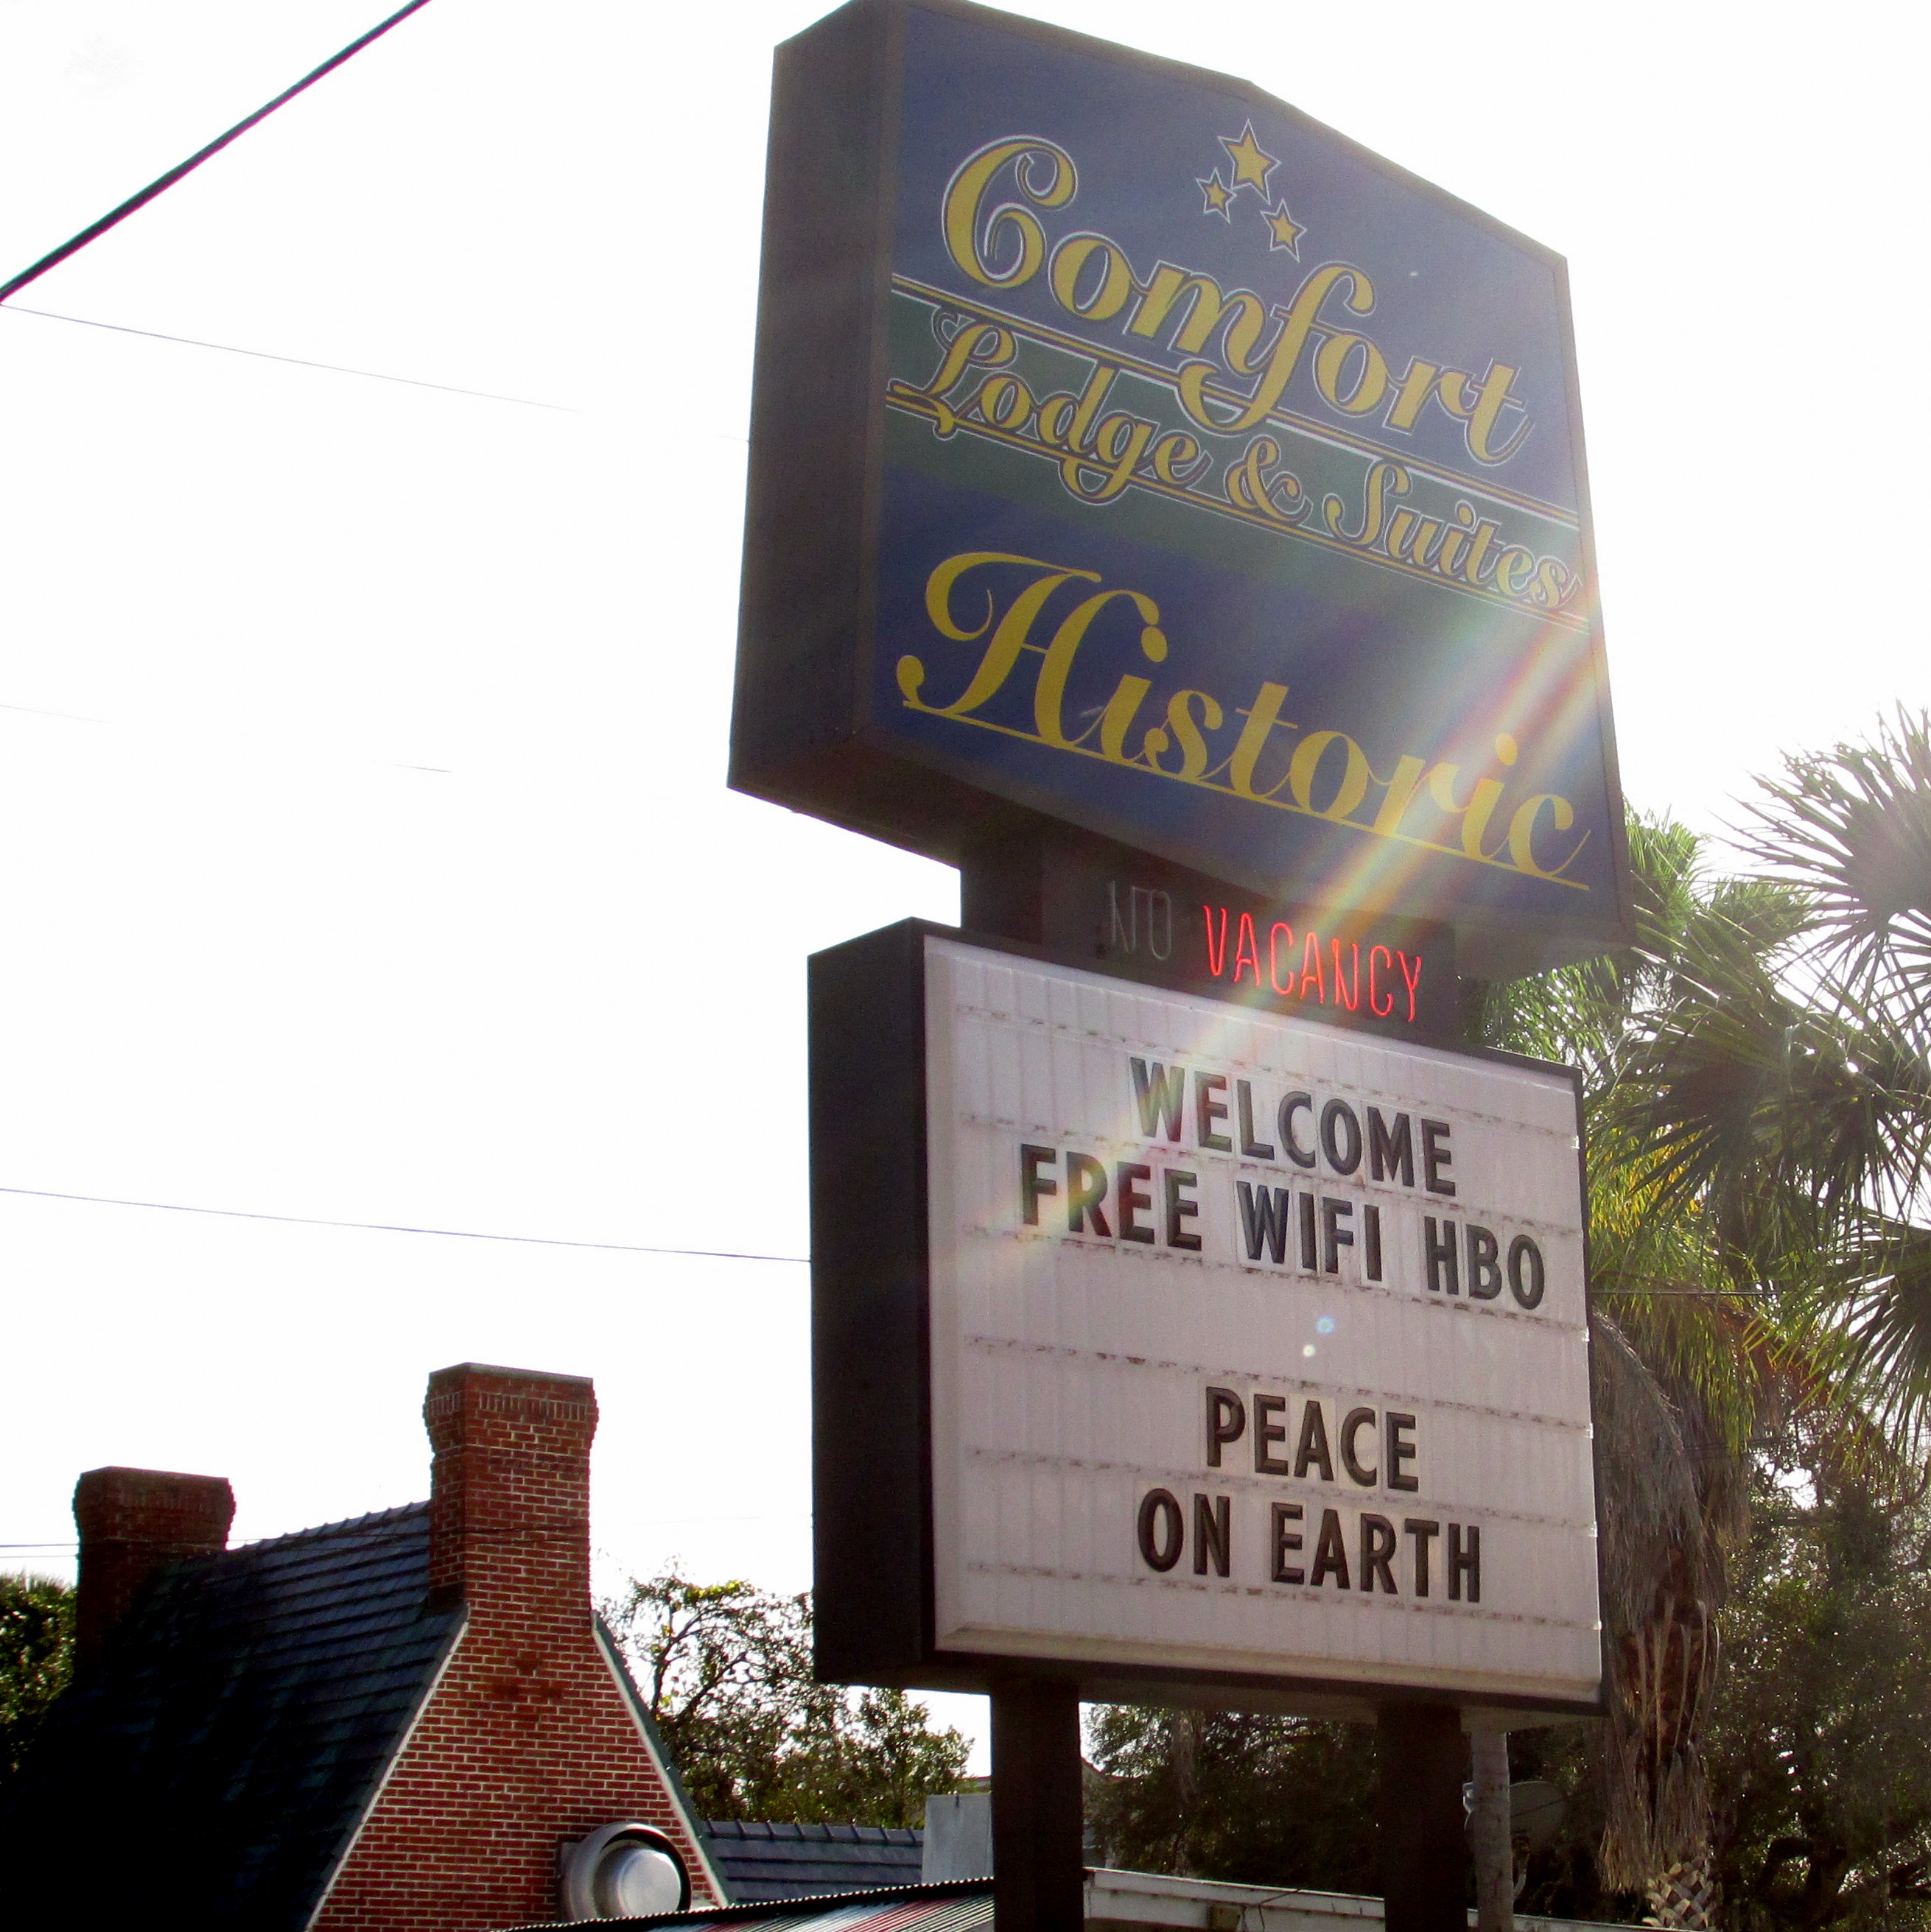 Comfort
Lodge & Suites
Historic
NO VACANCY
WELCOME
FREE WIFI HBO
PEACE
ON EARTH